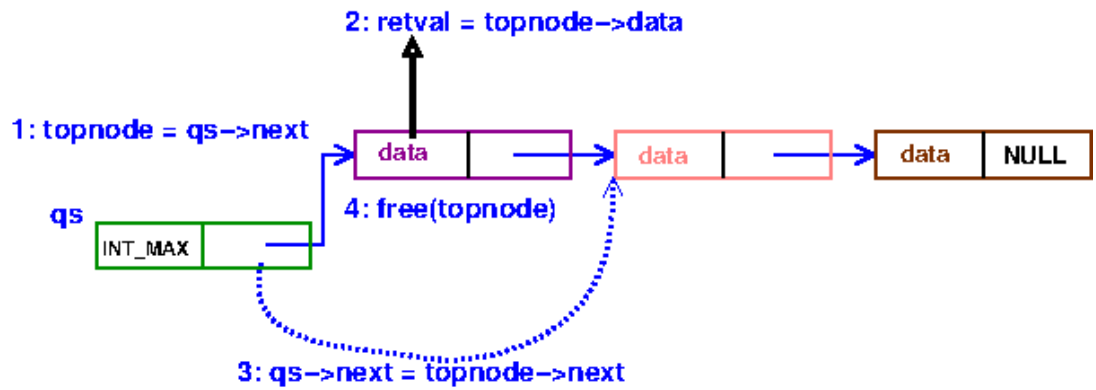 2: retval = topnode->data
1: topnode = qs->next
data
data
data NULL
4: free(topnode)
qs
INT_MAX
3: qs->next = topnode->next